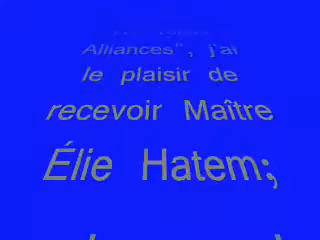 Alliances", j'ai
le plaisir de
recevoir Maître
Élie Hatem;